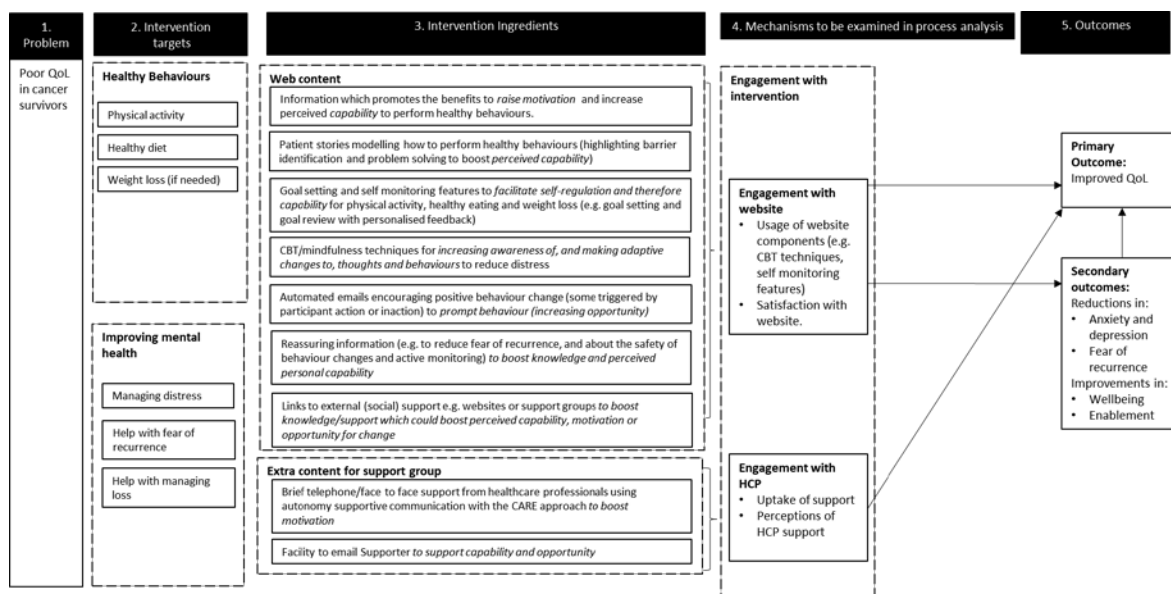 1.
Problem
Poor QoL
in cancer
survivors
2. Intervention
targets
Healthy Behaviours
Physical activity
Healthy diet
Weight loss (if needed)
Improving mental
health
Managing distress
Help with fear of
recurrence
Help with managing
loss
3. Intervention Ingredients
Web content
Information which promotes the benefits to raise motivation and increase
perceived capability to perform healthy behaviours.
Patient stories modelling how to perform healthy behaviours (highlighting barrier
identification and problem solving to boost perceived capability)
Goal setting and self monitoring features to facilitate self-regulation and therefore
capability for physical activity, healthy eating and weight loss (e.g. goal setting and
goal review with personalised feedback)
CBT/mindfulness techniques for increasing awareness of, and making adaptive
changes to, thoughts and behaviours to reduce distress
Automated emails encouraging positive behaviour change (some triggered by
participant action or inaction) to prompt behaviour (increasing opportunity)
Reassuring information (e.g. to reduce fear of recurrence, and about the safety of
behaviour changes and active monitoring) to boost knowledge and perceived
personal capability
Links to external (social) support e.g. websites or support groups to boost
knowledge/support which could boost perceived capability, motivation or
opportunity for change
Extra content for support group
Brief telephone/face to face support from healthcare professionals using
autonomy supportive communication with the CARE approach to boost
motivation
Facility to email Supporter to support capability and opportunity
4. Mechanisms to be examined in process analysis
Engagement with
intervention
Engagement with
website
• Usage of website
components (e.g.
CBT techniques,
self monitoring
features)
• Satisfaction with
website.
Engagement with
HCP
• Uptake of support
• Perceptions of
HCP support
5. Outcomes
Primary
Outcome:
Improved QoL
Secondary
outcomes:
Reductions in:
• Anxiety and
depression
• Fear of
recurrence
Improvements in:
• Wellbeing
• Enablement